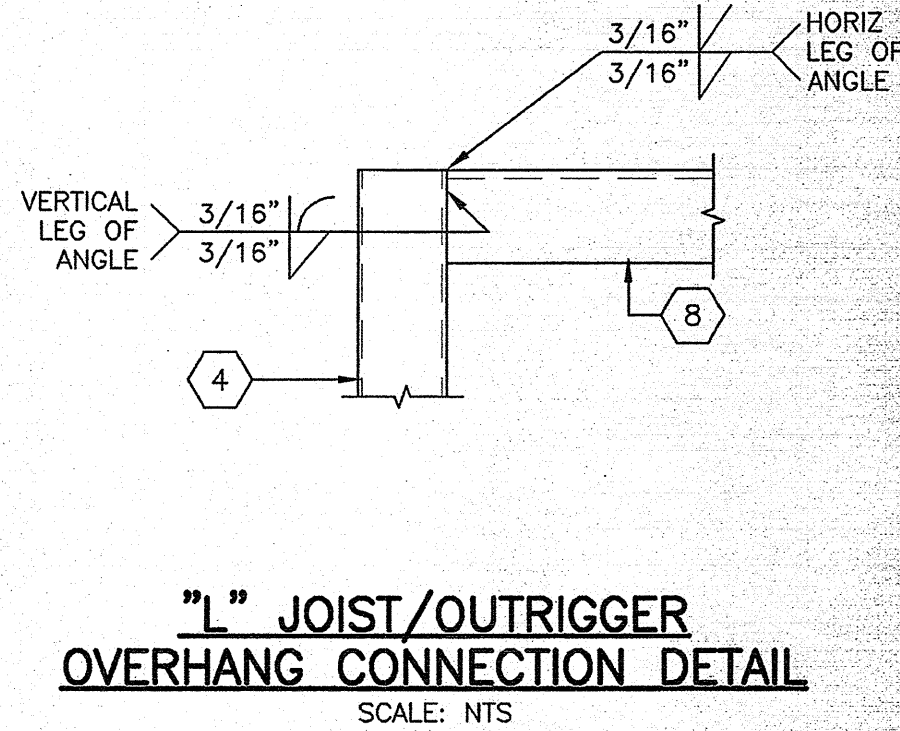 3/16"
3/16"
HORIZ
LEG OF
ANGLE
VERTICAL
LEG OF
ANGLE
3/16"
3/16"
8
4
"L" JOIST/OUTRIGGER
OVERHANG CONNECTION DETAIL
SCALE: NTS